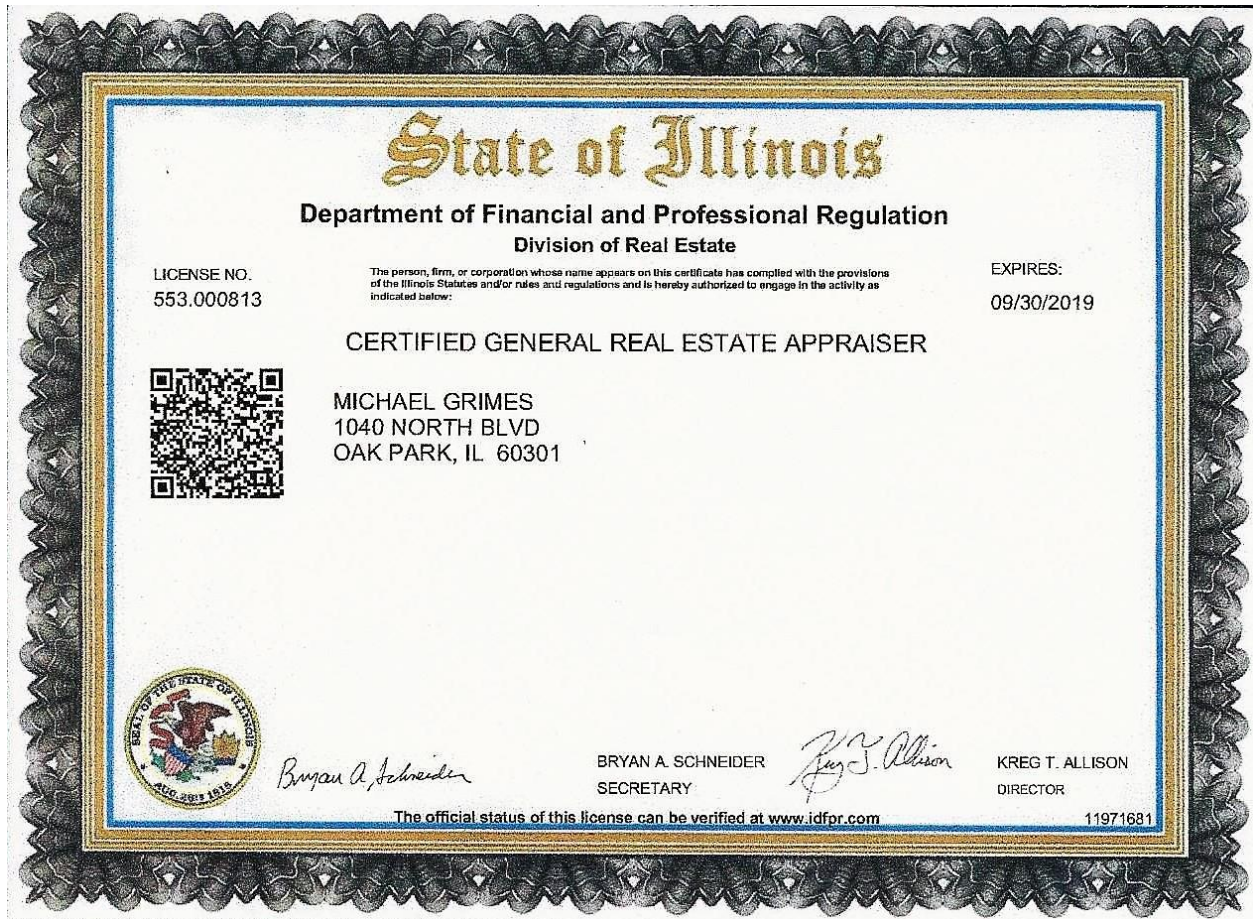 State of Illinois
Department of Financial and Professional Regulation
Division of Real Estate
LICENSE NO.
553.000813
The person, firm, or corporation whose name appears on this certificate has complied with the provisions
of the Illinois Statutes and/or rules and regulations and is hereby authorized to engage in the activity as
indicated below:
EXPIRES:
09/30/2019
CERTIFIED GENERAL REAL ESTATE APPRAISER
MICHAEL GRIMES
1040 NORTH BLVD
OAK PARK, IL 60301
SEAL OF THE STATE OF ILLINOIS
AUG. 26TH 1818
Bryan A. Schneider
BRYAN A. SCHNEIDER
SECRETARY
Kreg T. Allison
KREG T. ALLISON
DIRECTOR
The official status of this license can be verified at www.idfpr.com
11971681